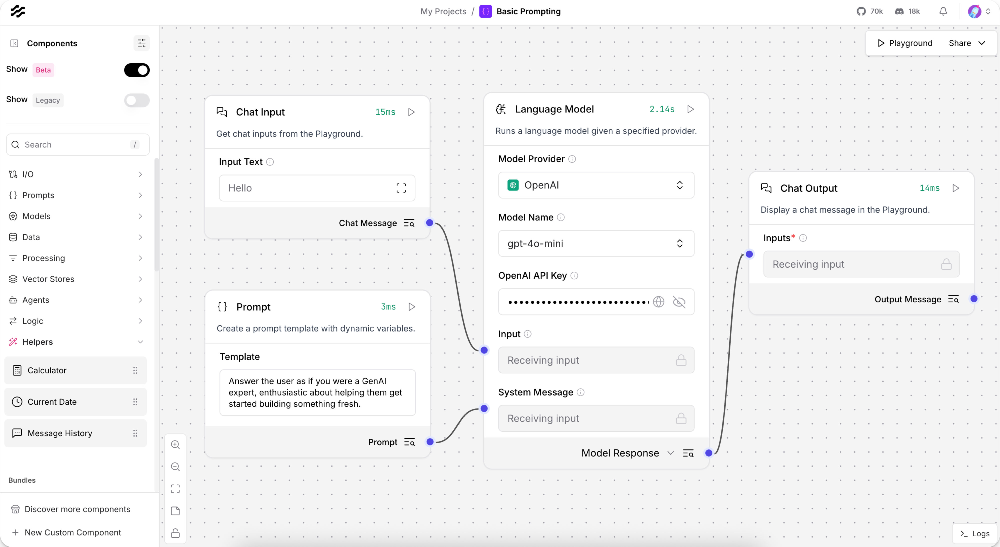 My Projects / Basic Prompting
70k
18k
Components
Show Beta
Show Legacy
Search /
I/O
Prompts
Models
Data
Processing
Vector Stores
Agents
Logic
Helpers
Calculator
Current Date
Message History
Bundles
Discover more components
New Custom Component
Playground
Share
Chat Input
15ms
Get chat inputs from the Playground.
Input Text
Hello
Chat Message
Prompt
3ms
Create a prompt template with dynamic variables.
Template
Answer the user as if you were a GenAI
expert, enthusiastic about helping them get
started building something fresh.
Prompt
Language Model
2.14s
Runs a language model given a specified provider.
Model Provider
OpenAI
Model Name
gpt-4o-mini
OpenAI API Key
Input
Receiving input
System Message
Receiving input
Model Response
Chat Output
14ms
Display a chat message in the Playground.
Inputs*
Receiving input
Output Message
Logs